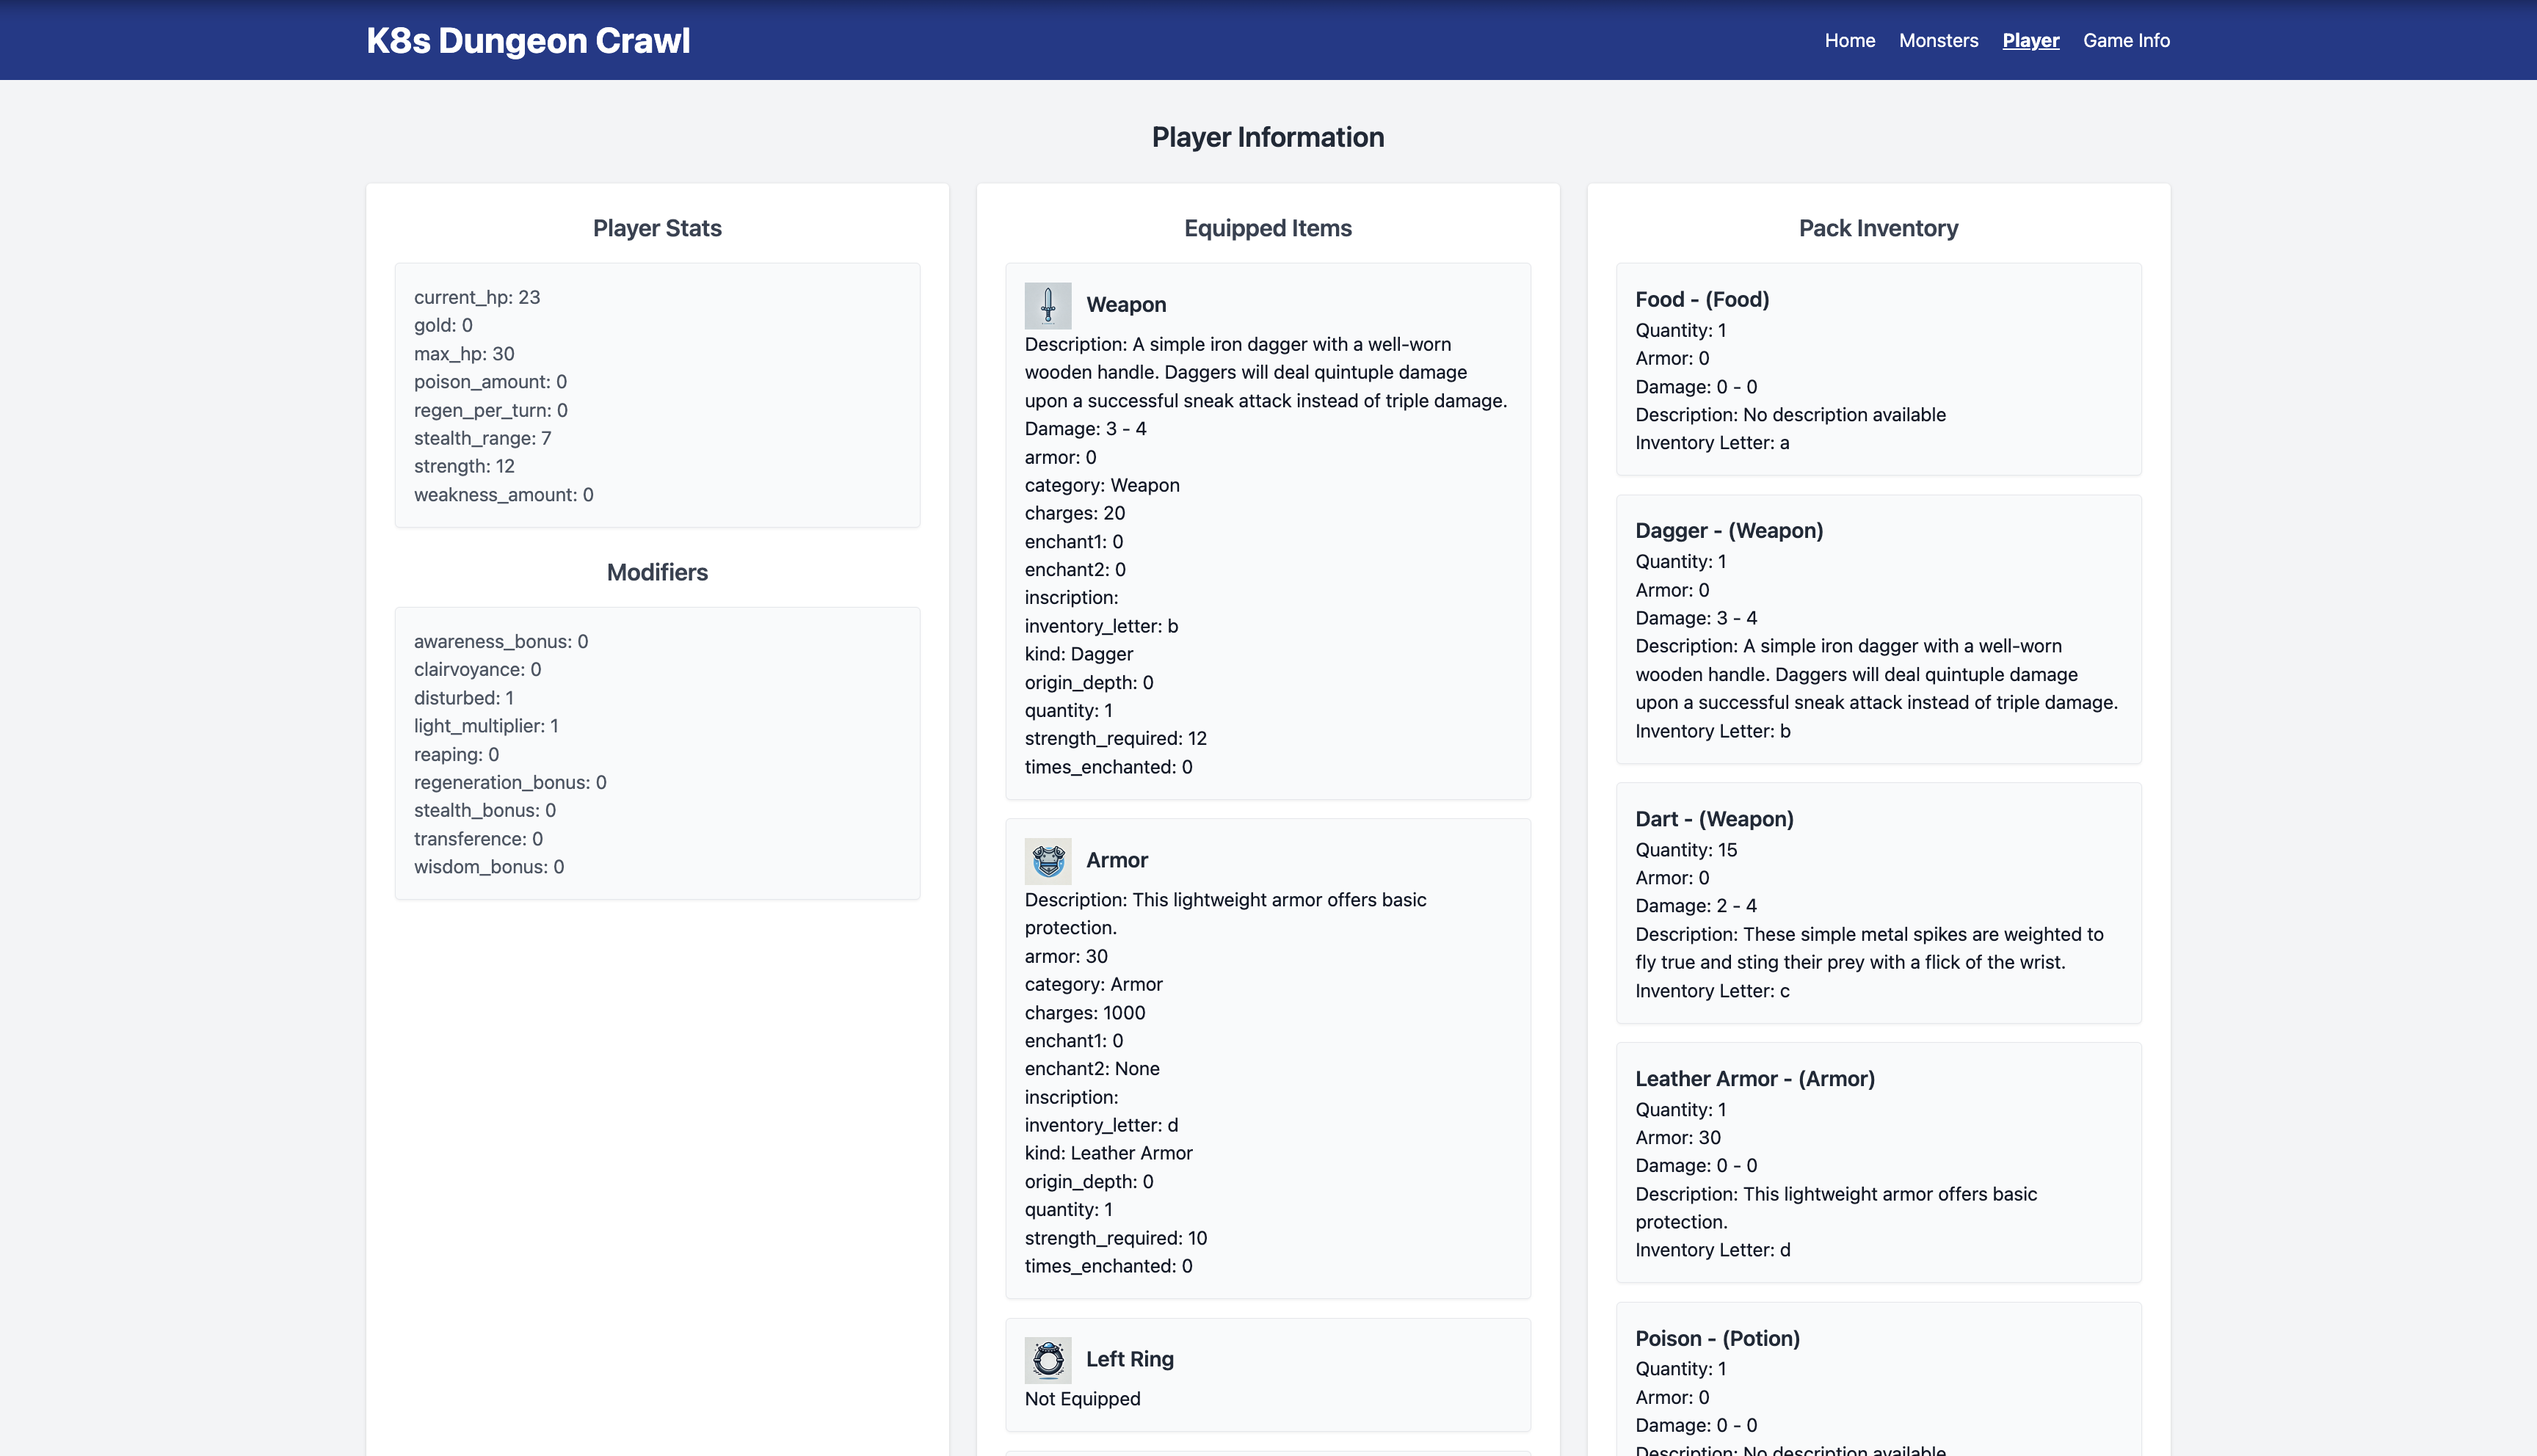 K8s Dungeon Crawl
Home Monsters Player Game Info
Player Information
Player Stats
current_hp: 23
gold: 0
max_hp: 30
poison_amount: 0
regen_per_turn: 0
stealth_range: 7
strength: 12
weakness_amount: 0
Modifiers
awareness_bonus: 0
clairvoyance: 0
disturbed: 1
light_multiplier: 1
reaping: 0
regeneration_bonus: 0
stealth_bonus: 0
transference: 0
wisdom_bonus: 0
Equipped Items
Weapon
Description: A simple iron dagger with a well-worn
wooden handle. Daggers will deal quintuple damage
upon a successful sneak attack instead of triple damage.
Damage: 3 - 4
armor: 0
category: Weapon
charges: 20
enchant1: 0
enchant2: 0
inscription:
inventory_letter: b
kind: Dagger
origin_depth: 0
quantity: 1
strength_required: 12
times_enchanted: 0
Armor
Description: This lightweight armor offers basic
protection.
armor: 30
category: Armor
charges: 1000
enchant1: 0
enchant2: None
inscription:
inventory_letter: d
kind: Leather Armor
origin_depth: 0
quantity: 1
strength_required: 10
times_enchanted: 0
Left Ring
Not Equipped
Pack Inventory
Food - (Food)
Quantity: 1
Armor: 0
Damage: 0 - 0
Description: No description available
Inventory Letter: a
Dagger - (Weapon)
Quantity: 1
Armor: 0
Damage: 3 - 4
Description: A simple iron dagger with a well-worn
wooden handle. Daggers will deal quintuple damage
upon a successful sneak attack instead of triple damage.
Inventory Letter: b
Dart - (Weapon)
Quantity: 15
Armor: 0
Damage: 2 - 4
Description: These simple metal spikes are weighted to
fly true and sting their prey with a flick of the wrist.
Inventory Letter: c
Leather Armor - (Armor)
Quantity: 1
Armor: 30
Damage: 0 - 0
Description: This lightweight armor offers basic
protection.
Inventory Letter: d
Poison - (Potion)
Quantity: 1
Armor: 0
Damage: 0 - 0
Description: No description available